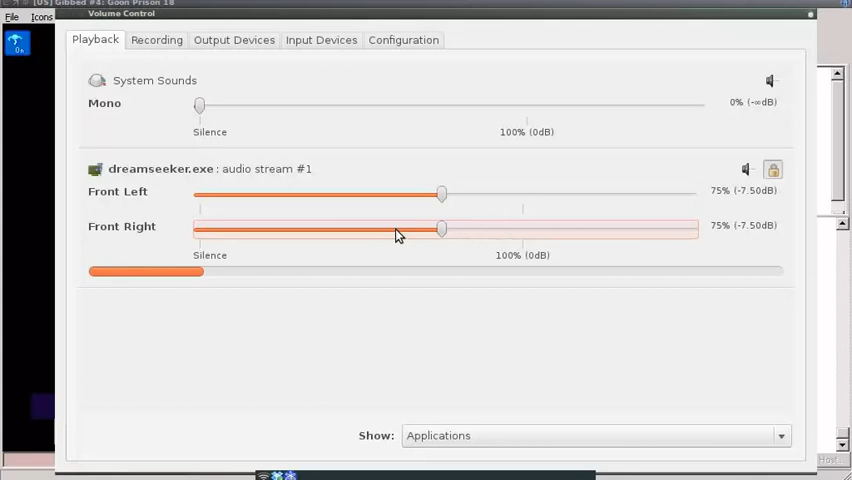 [US] Gibbed #4: Goon Prison 18
Volume Control
File Icons
On
Playback Recording Output Devices Input Devices Configuration
System Sounds
Mono 0% (-∞dB)
Silence 100% (0dB)
dreamseeker.exe : audio stream #1
Front Left 75% (-7.50dB)
Front Right 75% (-7.50dB)
Silence 100% (0dB)
Show: Applications
Host...